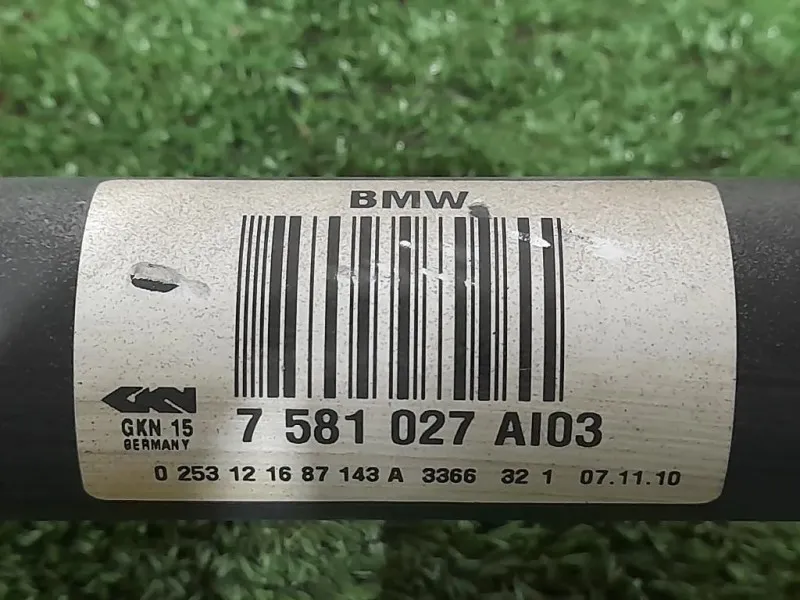 BMW
GKN
GKN 15
GERMANY
7 581 027 AI03
0 253 12 16 87 143 A 3366 32 1 07.11.10